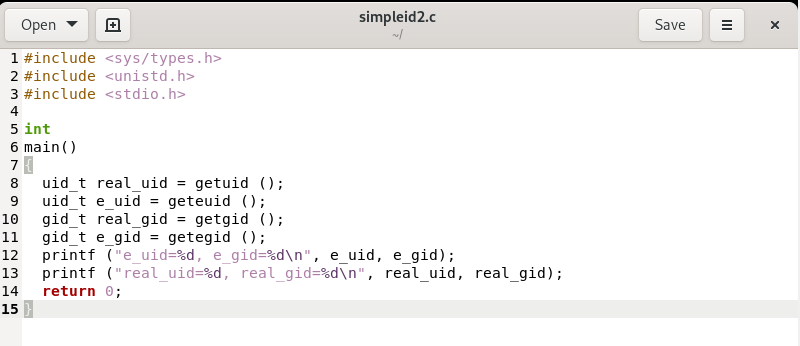 Open
simpleid2.c
~/
Save
1 #include <sys/types.h>
2 #include <unistd.h>
3 #include <stdio.h>
4
5 int
6 main()
7 {
8   uid_t real_uid = getuid ();
9   uid_t e_uid = geteuid ();
10   gid_t real_gid = getgid ();
11   gid_t e_gid = getegid ();
12   printf ("e_uid=%d, e_gid=%d\n", e_uid, e_gid);
13   printf ("real_uid=%d, real_gid=%d\n", real_uid, real_gid);
14   return 0;
15 }